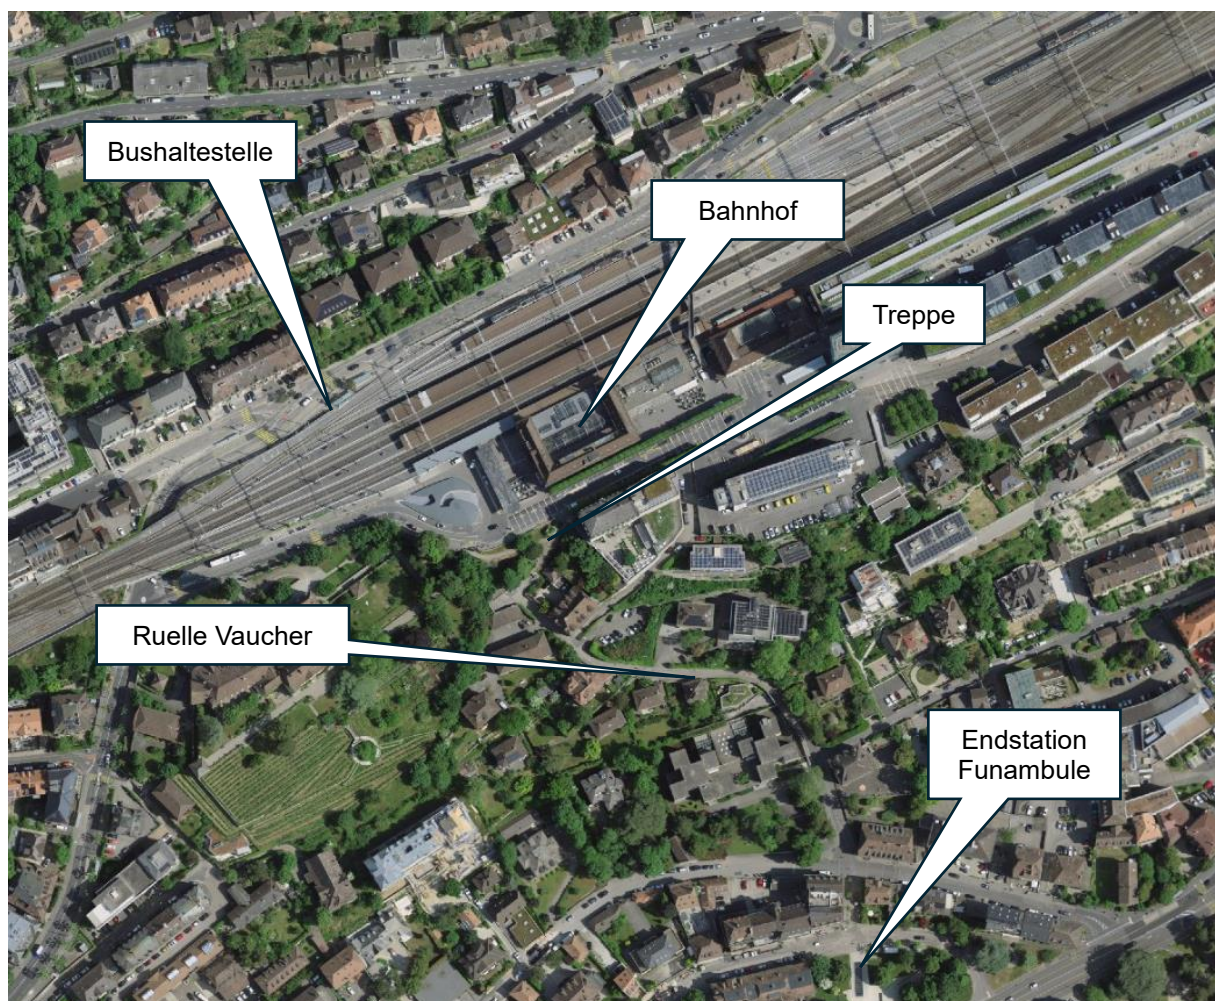 Bushaltestelle
Bahnhof
Treppe
Ruelle Vaucher
Endstation
Funambule